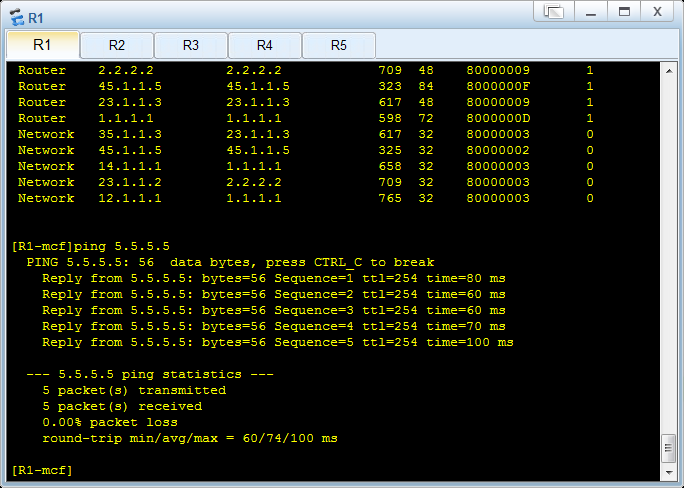 R1
R1 R2 R3 R4 R5
Router 2.2.2.2 2.2.2.2 709 48 80000009 1
Router 45.1.1.5 45.1.1.5 323 84 8000000F 1
Router 23.1.1.3 23.1.1.3 617 48 80000009 1
Router 1.1.1.1 1.1.1.1 598 72 8000000D 1
Network 35.1.1.3 23.1.1.3 617 32 80000003 0
Network 45.1.1.5 45.1.1.5 325 32 80000002 0
Network 14.1.1.1 1.1.1.1 658 32 80000003 0
Network 23.1.1.2 2.2.2.2 709 32 80000003 0
Network 12.1.1.1 1.1.1.1 765 32 80000003 0
[R1-mcf]ping 5.5.5.5
PING 5.5.5.5: 56  data bytes, press CTRL_C to break
Reply from 5.5.5.5: bytes=56 Sequence=1 ttl=254 time=80 ms
Reply from 5.5.5.5: bytes=56 Sequence=2 ttl=254 time=60 ms
Reply from 5.5.5.5: bytes=56 Sequence=3 ttl=254 time=60 ms
Reply from 5.5.5.5: bytes=56 Sequence=4 ttl=254 time=70 ms
Reply from 5.5.5.5: bytes=56 Sequence=5 ttl=254 time=100 ms
--- 5.5.5.5 ping statistics ---
5 packet(s) transmitted
5 packet(s) received
0.00% packet loss
round-trip min/avg/max = 60/74/100 ms
[R1-mcf]